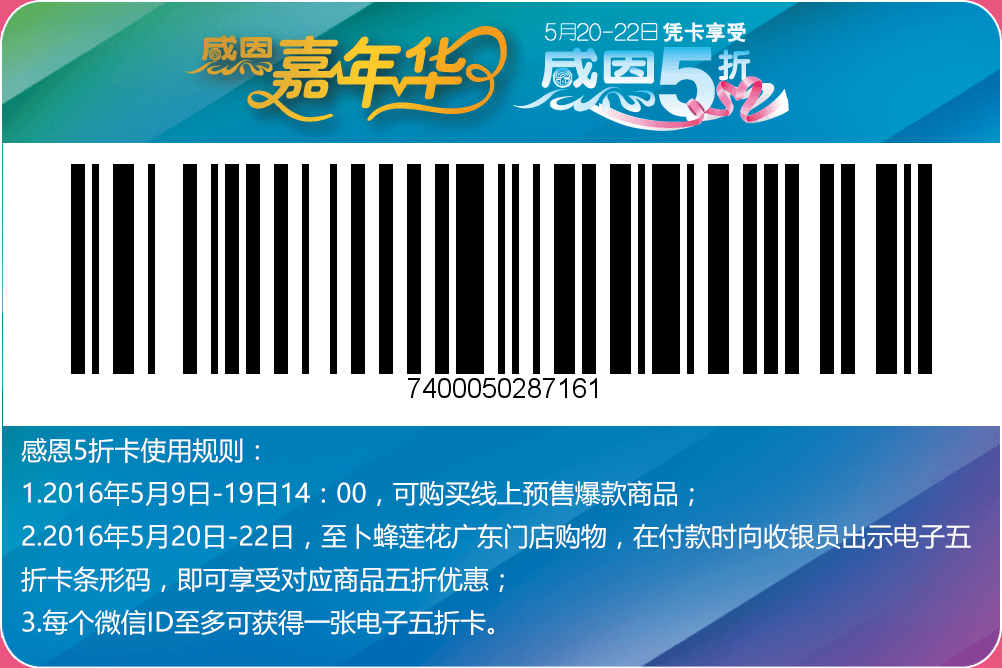 感恩嘉年华
5月20-22日 凭卡享受
感恩5折
7400050287161
感恩5折卡使用规则：
1.2016年5月9日-19日14：00，可购买线上预售爆款商品；
2.2016年5月20日-22日，至卜蜂莲花广东门店购物，在付款时向收银员出示电子五
折卡条形码，即可享受对应商品五折优惠；
3.每个微信ID至多可获得一张电子五折卡。